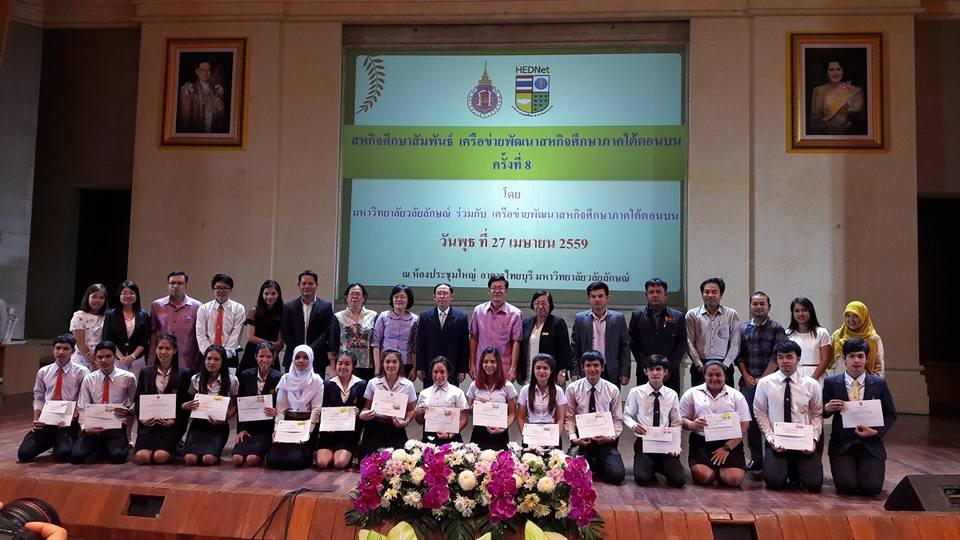 HEDNet
สหกิจศึกษาสัมพันธ์ เครือข่ายพัฒนาสหกิจศึกษาภาคใต้ตอนบน
ครั้งที่ 8
โดย
มหาวิทยาลัยวลัยลักษณ์ ร่วมกับ เครือข่ายพัฒนาสหกิจศึกษาภาคใต้ตอนบน
วันพุธ ที่ 27 เมษายน 2559
ณ ห้องประชุมใหญ่ อาคารไทยบุรี มหาวิทยาลัยวลัยลักษณ์